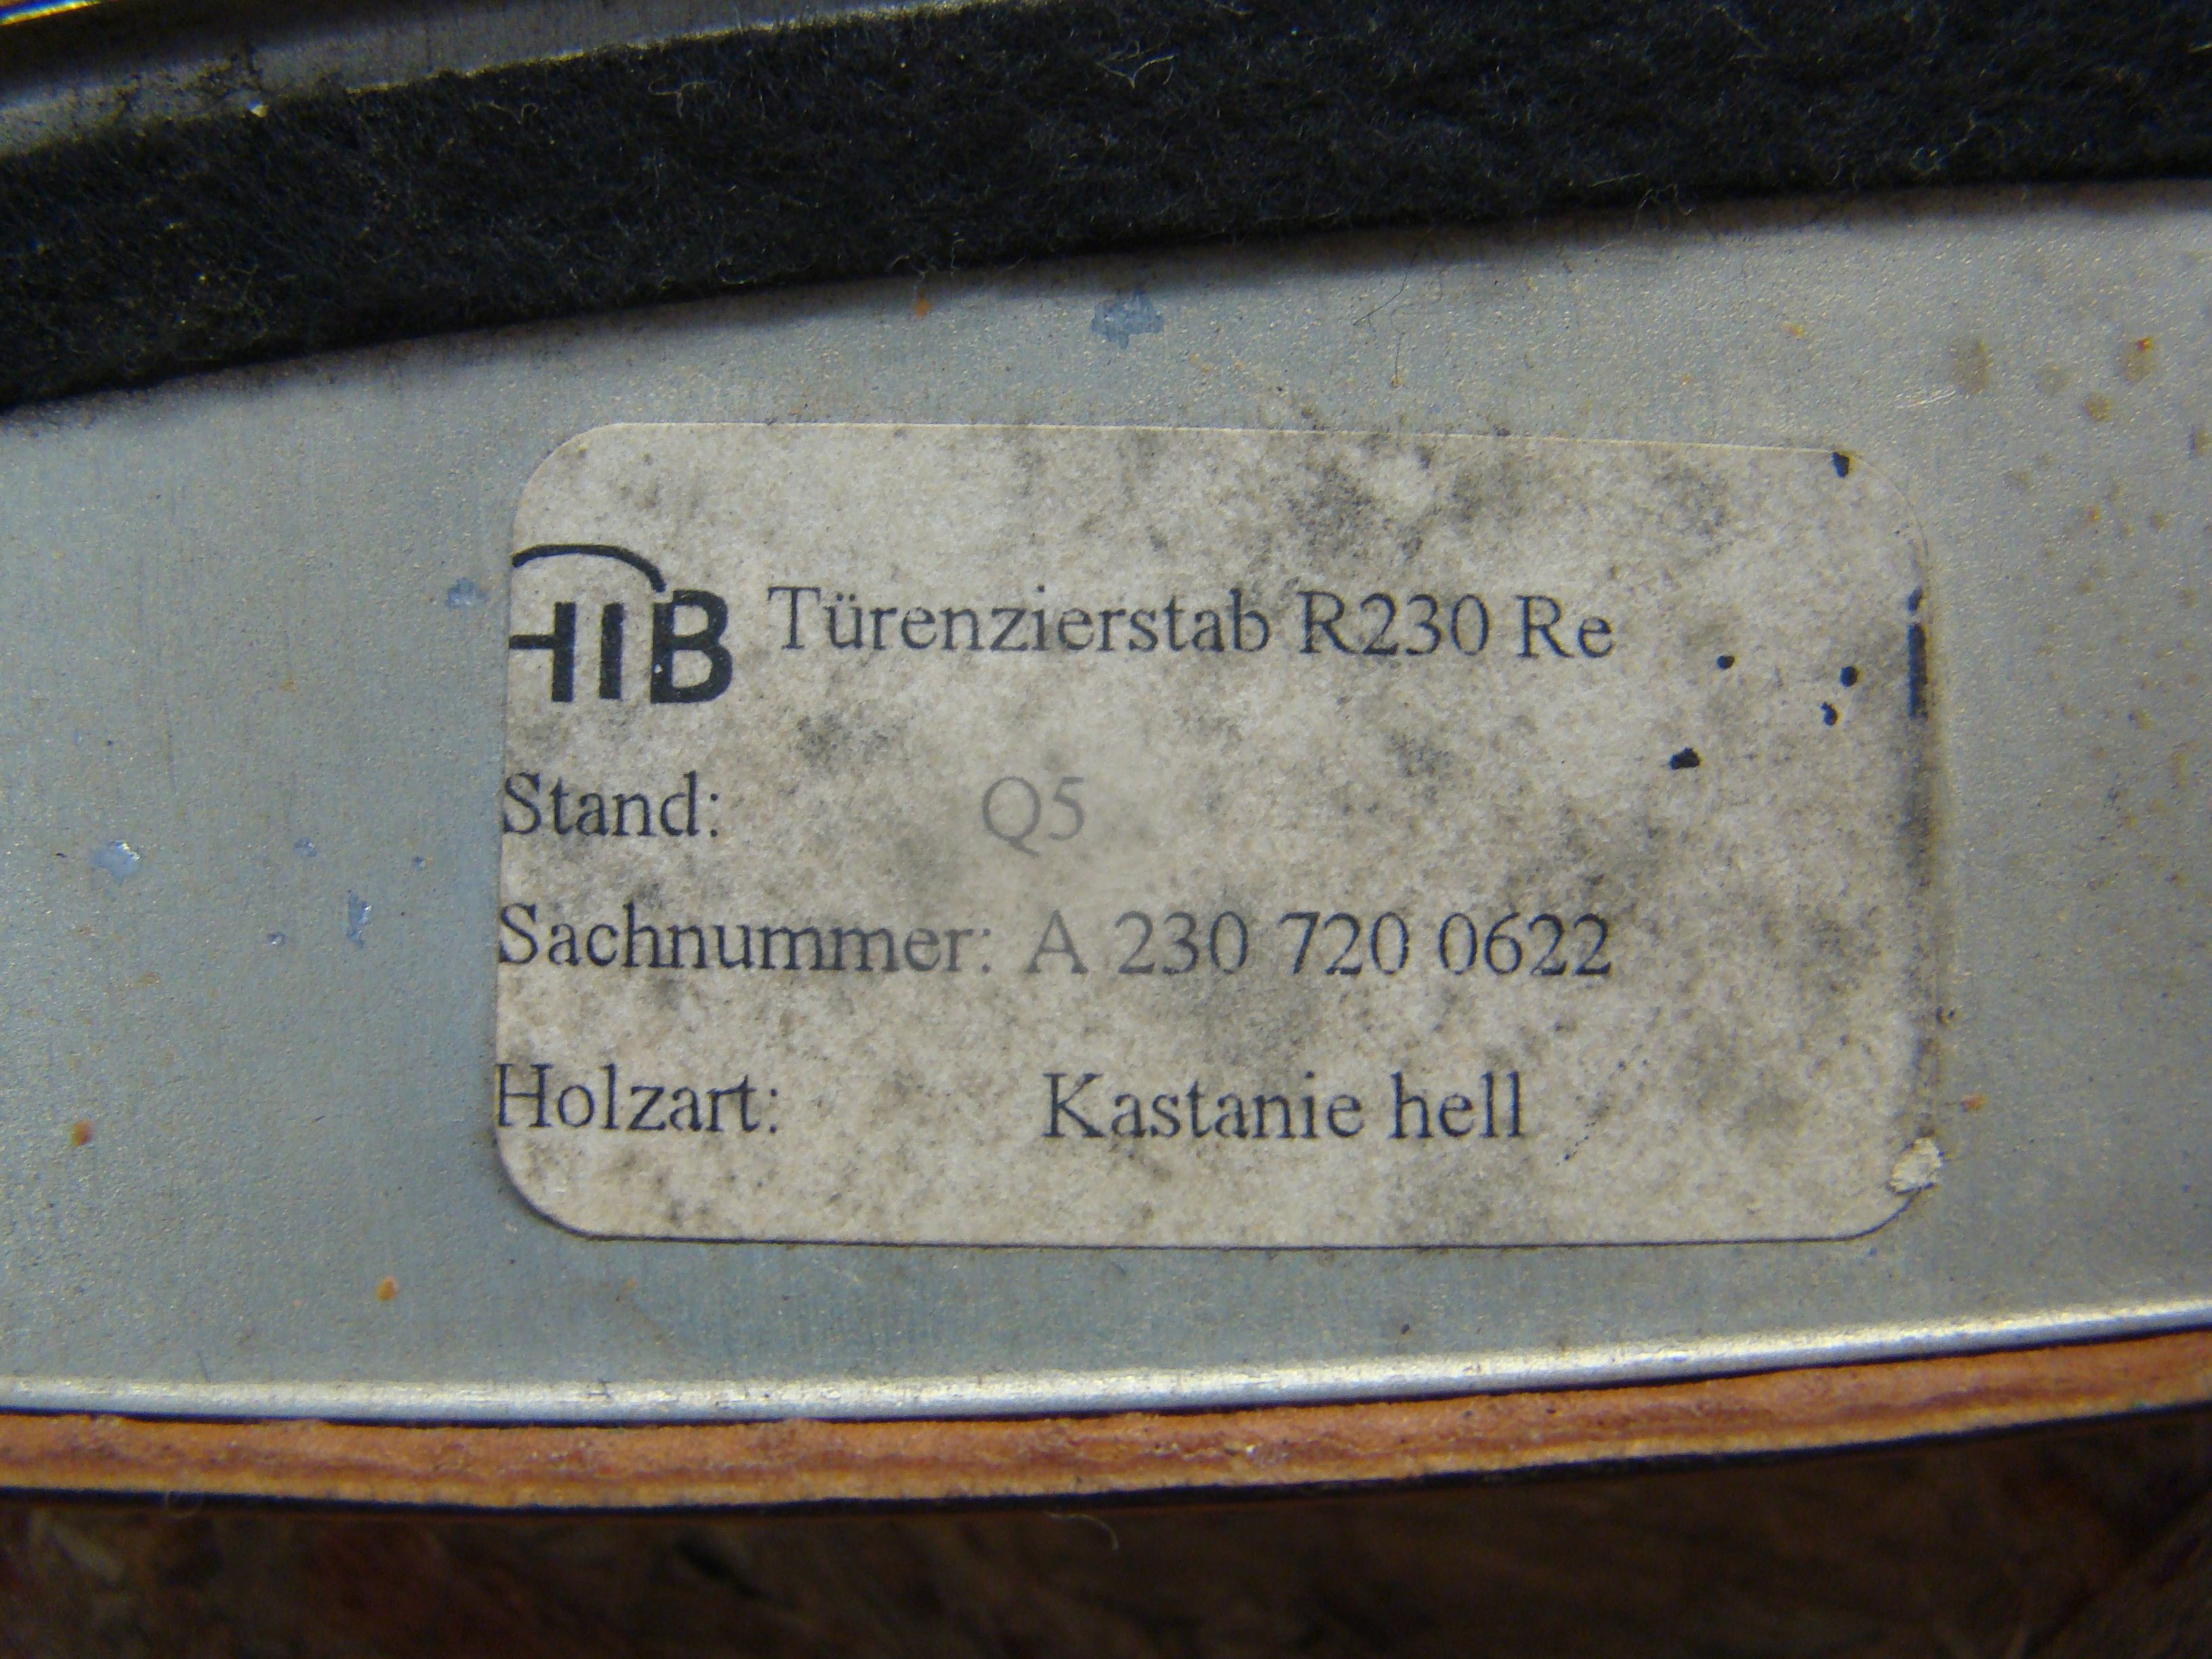 HIB Türenzierstab R230 Re
Stand: Q5
Sachnummer: A 230 720 0622
Holzart: Kastanie hell